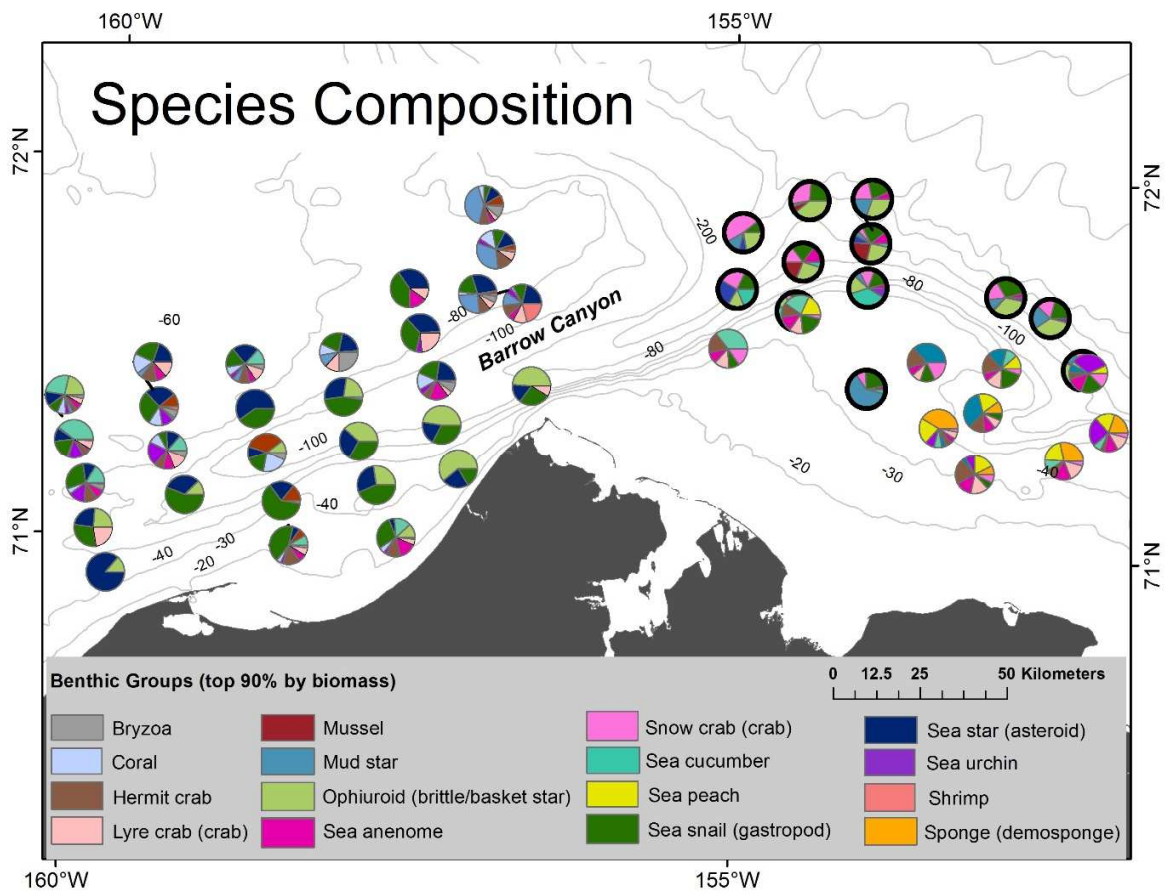 160°W 155°W
Species Composition
72°N
72°N
-200
-80
-60
-80
-100
-100
Barrow Canyon
-80
-100
-20
-30
-40
-40
71°N
-40
-30
-20
71°N
Benthic Groups (top 90% by biomass)
0 12.5 25 50 Kilometers
Bryzoa
Coral
Hermit crab
Lyre crab (crab)
Mussel
Mud star
Ophiuroid (brittle/basket star)
Sea anenome
Snow crab (crab)
Sea cucumber
Sea peach
Sea snail (gastropod)
Sea star (asteroid)
Sea urchin
Shrimp
Sponge (demosponge)
160°W 155°W